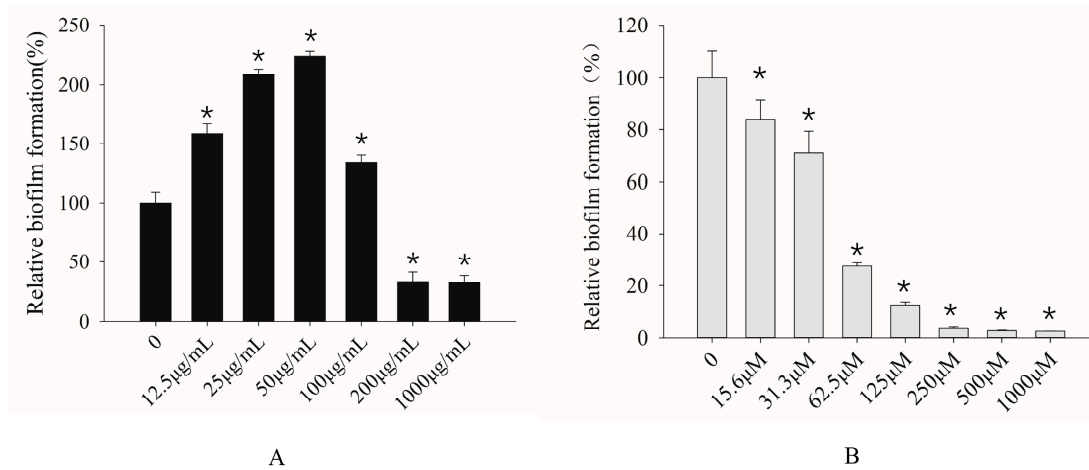 Relative biofilm formation(%)
250
200
150
100
50
0
*
*
*
*
*
*
0
12.5μg/mL
25μg/mL
50μg/mL
100μg/mL
200μg/mL
1000μg/mL
A
Relative biofilm formation（%）
120
100
80
60
40
20
0
*
*
*
*
*
*
*
0
15.6μM
31.3μM
62.5μM
125μM
250μM
500μM
1000μM
B